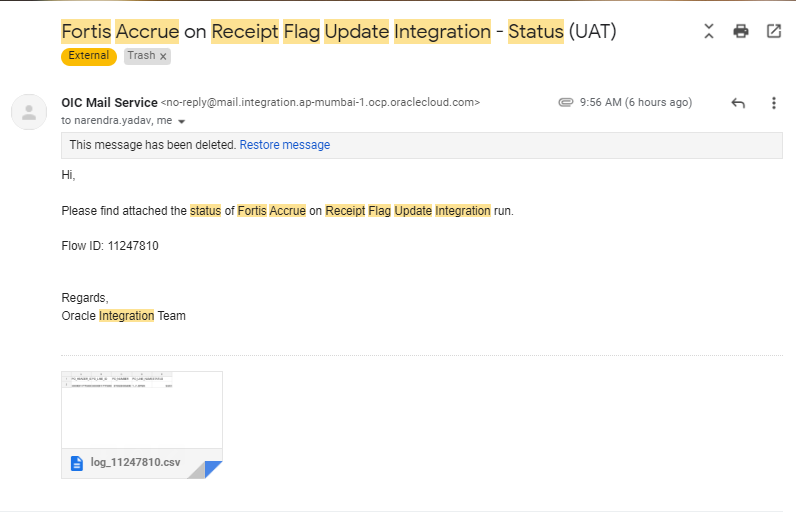 Fortis Accrue on Receipt Flag Update Integration - Status (UAT)
External Trash ×
OIC Mail Service <no-reply@mail.integration.ap-mumbai-1.ocp.oraclecloud.com> 9:56 AM (6 hours ago)
to narendra.yadav, me
This message has been deleted. Restore message
Hi,
Please find attached the status of Fortis Accrue on Receipt Flag Update Integration run.
Flow ID: 11247810
Regards,
Oracle Integration Team
log_11247810.csv